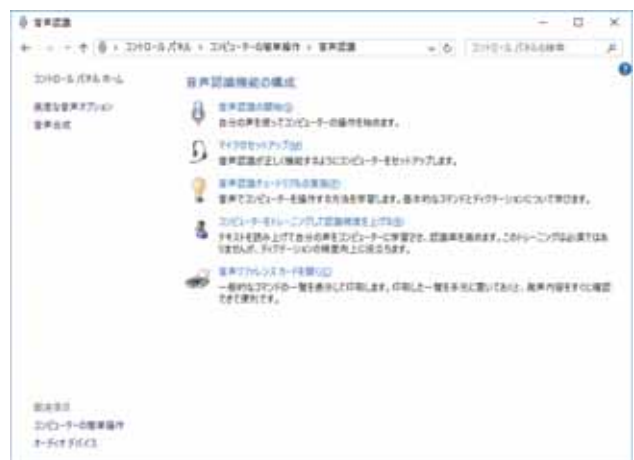 音声認識
コントロール パネル > コンピューターの簡単操作 > 音声認識
コントロール パネルの検索
コントロール パネル ホーム
高度な音声オプション
音声合成
音声認識機能の構成
音声認識の開始(S)
自分の声を使ってコンピューターの操作を始めます。
マイクのセットアップ(M)
音声認識が正しく機能するようにコンピューターをセットアップします。
音声認識チュートリアルの実施(T)
音声でコンピューターを操作する方法を学習します。基本的なコマンドとディクテーションについて学びます。
コンピューターをトレーニングして認識精度を上げる(R)
テキストを読み上げて自分の声をコンピューターに学習させ、認識率を高めます。このトレーニングは必須ではあ
りませんが、ディクテーションの精度向上に役立ちます。
音声リファレンス カードを開く(C)
一般的なコマンドの一覧を表示して印刷します。印刷した一覧を手元に置いておくと、発声内容をすぐに確認
できて便利です。
関連項目
コンピューターの簡単操作
オーディオ デバイス